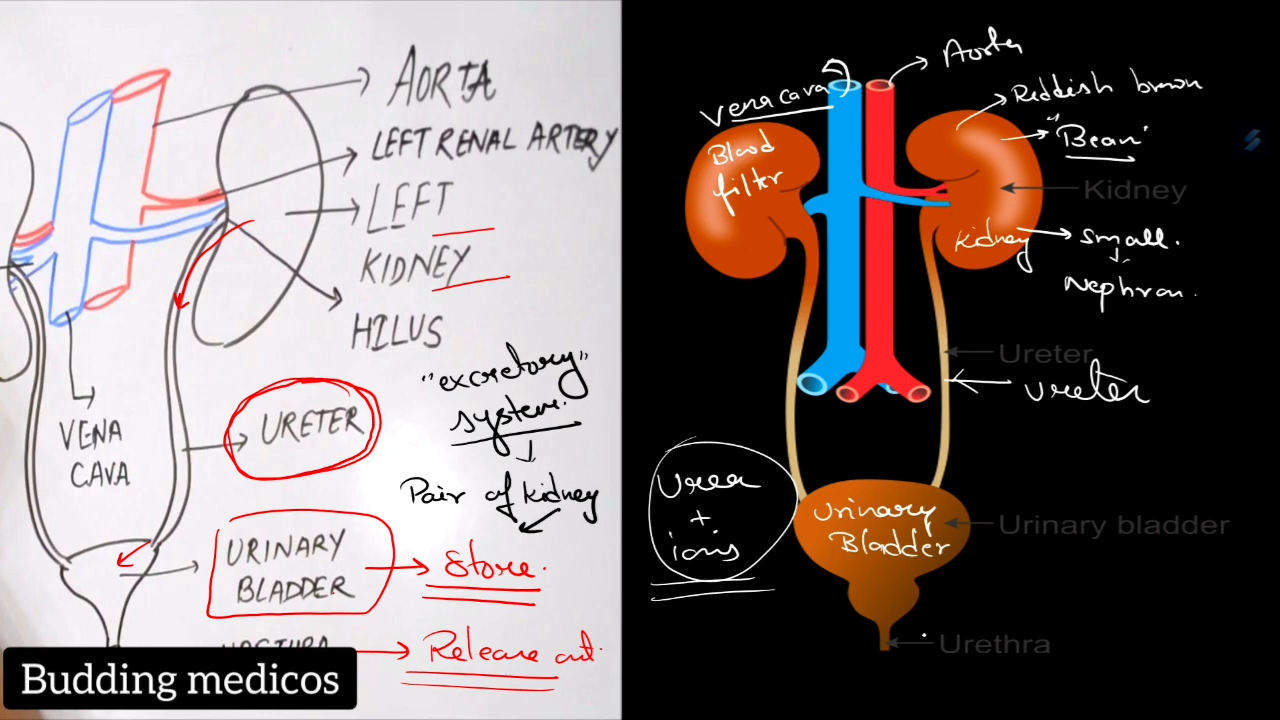 AORTA
LEFT RENAL ARTERY
LEFT
KIDNEY
HILUS
"excretory"
system.
Pair of kidney
VENA
CAVA
URETER
URINARY
BLADDER
Store.
Release out.
Budding medicos
Vena cava
Aorta
Reddish brown
"Bean"
Blood
filter
Kidney
Kidney
small.
Nephron.
Ureter
Ureter
Urea
+
ions
Urinary
Bladder
Urinary bladder
Urethra